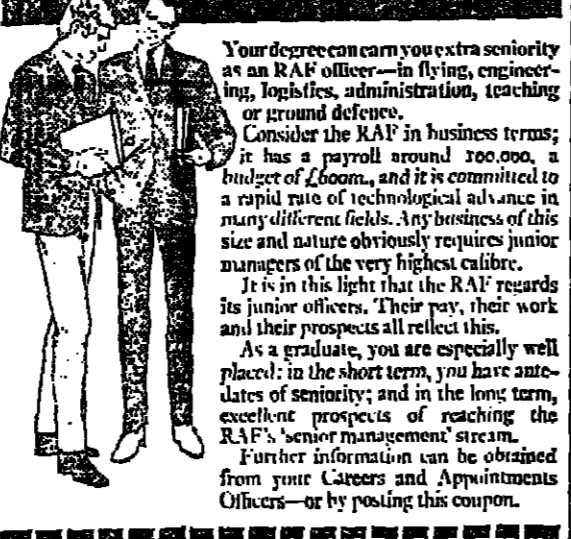 Your degree can earn you extra seniority
as an RAF officer—in flying, engineer-
ing, logistics, administration, teaching
or ground defence.
Consider the RAF in business terms;
it has a payroll around 100,000, a
budget of £600m., and it is committed to
a rapid rate of technological advance in
many different fields. Any business of this
size and nature obviously requires junior
managers of the very highest calibre.
It is in this light that the RAF regards
its junior officers. Their pay, their work
and their prospects all reflect this.
As a graduate, you are especially well
placed: in the short term, you have ante-
dates of seniority; and in the long term,
excellent prospects of reaching the
RAF's 'senior management' stream.
Further information can be obtained
from your Careers and Appointments
Officers—or by posting this coupon.